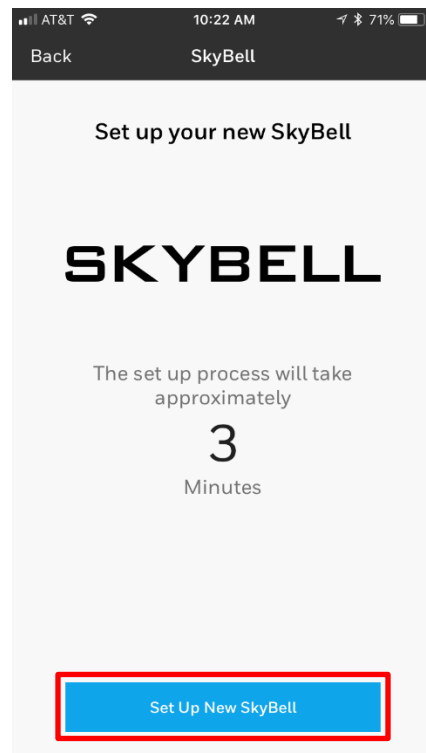 AT&T 10:22 AM 71%
Back SkyBell
Set up your new SkyBell
SKYBELL
The set up process will take
approximately
3
Minutes
Set Up New SkyBell